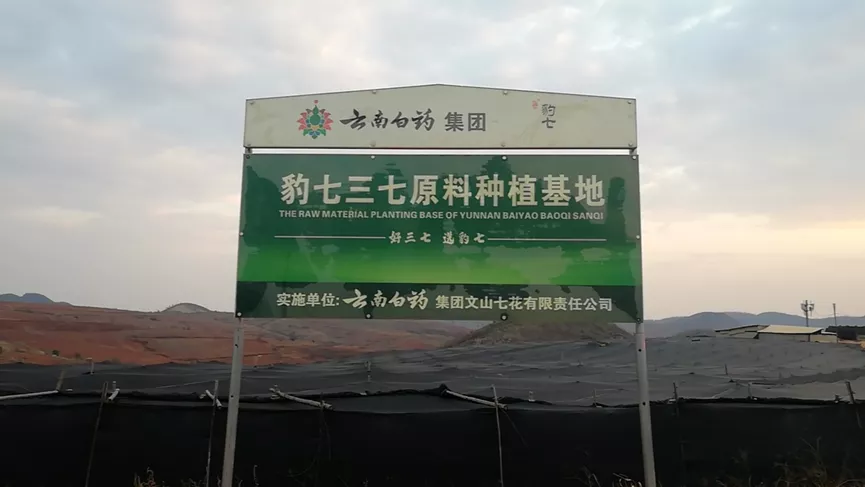 云南白药 集团
豹七
豹七三七原料种植基地
THE RAW MATERIAL PLANTING BASE OF YUNNAN BAIYAO BAOQI SANQI
好三七 选豹七
实施单位: 云南白药 集团文山七花有限责任公司